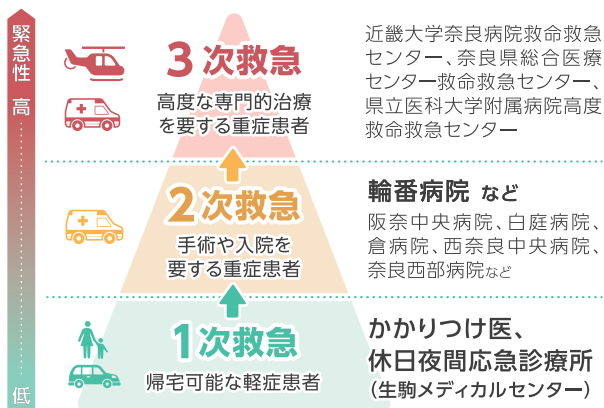 緊急性 高
3次救急
高度な専門的治療
を要する重症患者
近畿大学奈良病院救命救急
センター、奈良県総合医療
センター救命救急センター、
県立医科大学附属病院高度
救命救急センター
2次救急
手術や入院を
要する重症患者
輪番病院 など
阪奈中央病院、白庭病院、
倉病院、西奈良中央病院、
奈良西部病院など
1次救急
帰宅可能な軽症患者
かかりつけ医、
休日夜間応急診療所
（生駒メディカルセンター）
低